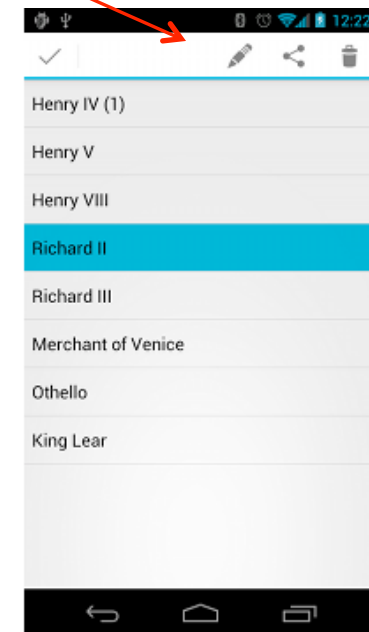 12:22
Henry IV (1)
Henry V
Henry VIII
Richard II
Richard III
Merchant of Venice
Othello
King Lear